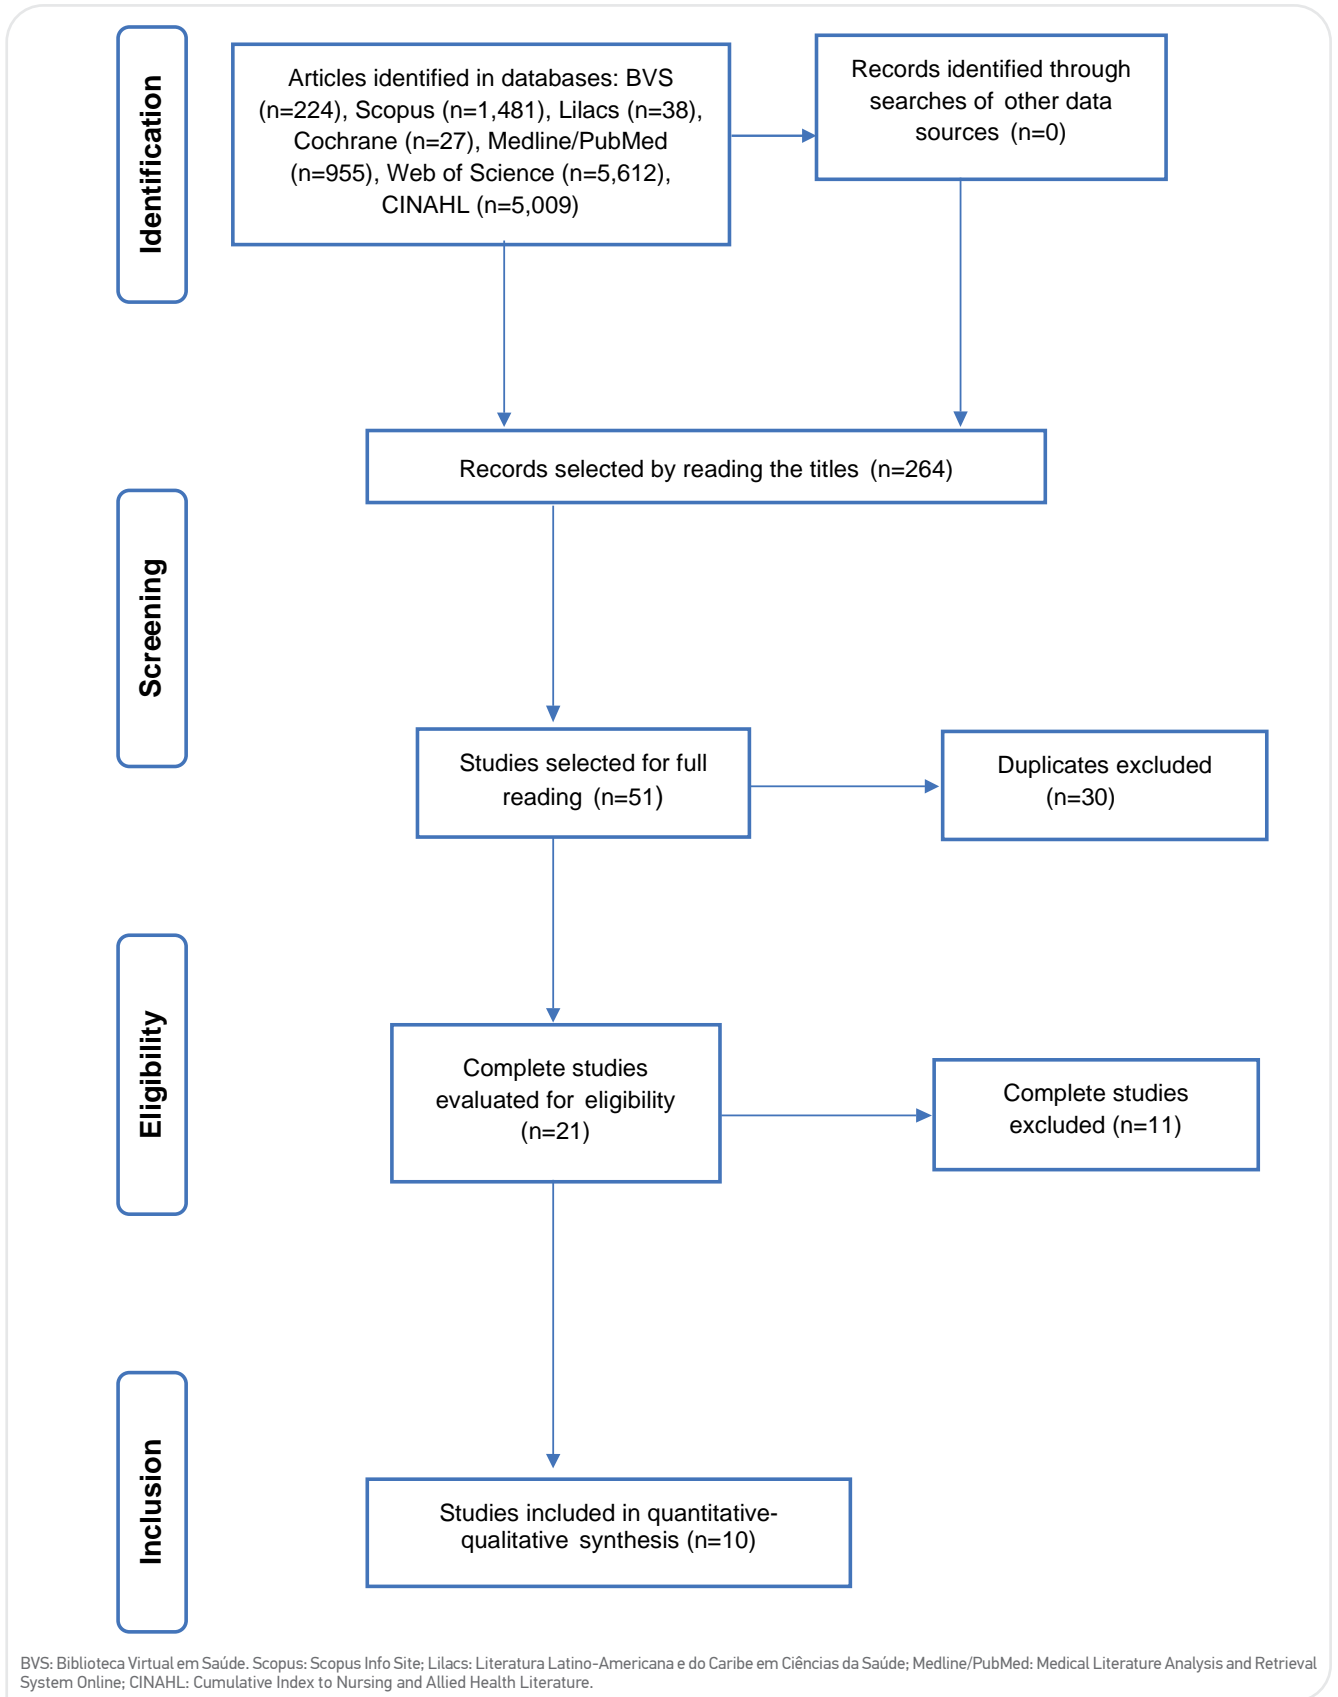 Identification
Articles identified in databases: BVS
(n=224), Scopus (n=1,481), Lilacs (n=38),
Cochrane (n=27), Medline/PubMed
(n=955), Web of Science (n=5,612),
CINAHL (n=5,009)
Records identified through
searches of other data
sources (n=0)
Records selected by reading the titles (n=264)
Screening
Studies selected for full
reading (n=51)
Duplicates excluded
(n=30)
Eligibility
Complete studies
evaluated for eligibility
(n=21)
Complete studies
excluded (n=11)
Inclusion
Studies included in quantitative-
qualitative synthesis (n=10)
BVS: Biblioteca Virtual em Saúde. Scopus: Scopus Info Site; Lilacs: Literatura Latino-Americana e do Caribe em Ciências da Saúde; Medline/PubMed: Medical Literature Analysis and Retrieval
System Online; CINAHL: Cumulative Index to Nursing and Allied Health Literature.